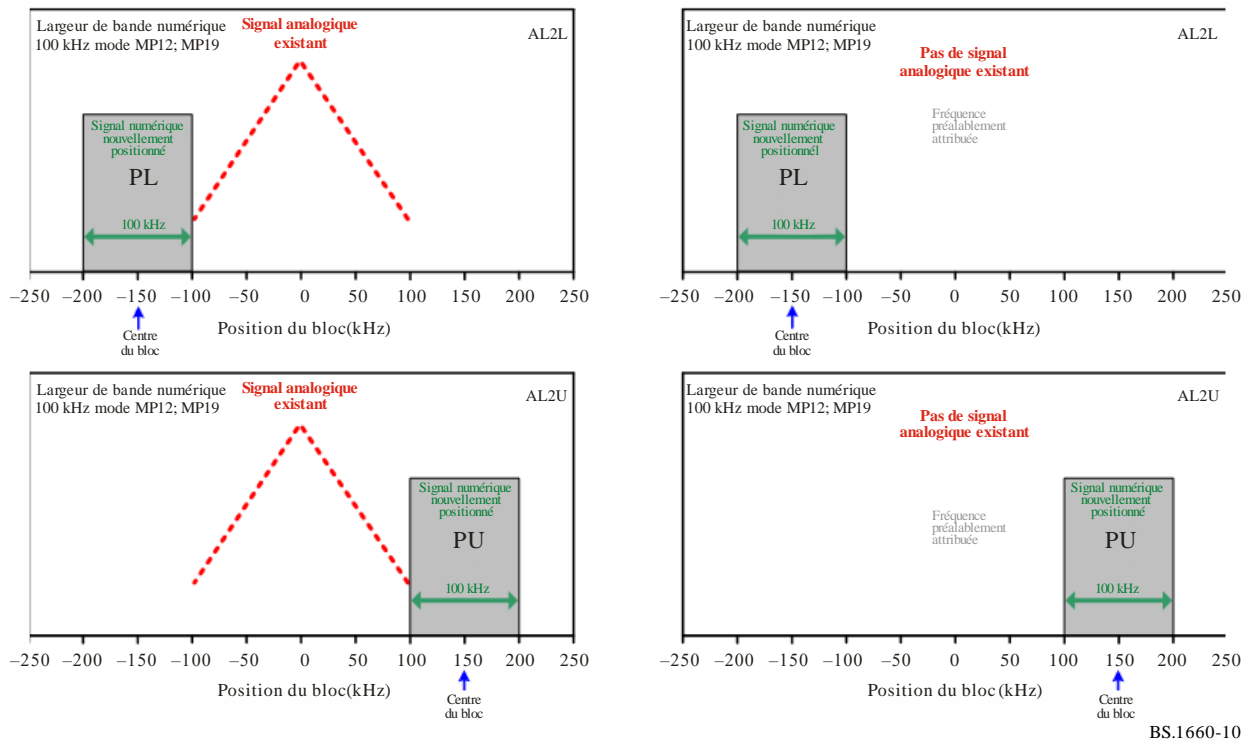 Largeur de bande numérique
100 kHz mode MP12; MP19
Signal analogique
existant
AL2L
Signal numérique
nouvellement
positionné
PL
100 kHz
−250 −200 −150 −100 −50 0 50 100 150 200 250
Position du bloc(kHz)
Centre
du bloc
Largeur de bande numérique
100 kHz mode MP12; MP19
AL2L
Pas de signal
analogique existant
Fréquence
préalablement
attribuée
Signal numérique
nouvellement
positionnél
PL
100 kHz
−250 −200 −150 −100 −50 0 50 100 150 200 250
Position du bloc(kHz)
Centre
du bloc
Largeur de bande numérique
100 kHz mode MP12; MP19
Signal analogique
existant
AL2U
Signal numérique
nouvellement
positionné
PU
100 kHz
−250 −200 −150 −100 −50 0 50 100 150 200 250
Position du bloc(kHz)
Centre
du bloc
Largeur de bande numérique
100 kHz mode MP12; MP19
AL2U
Pas de signal
analogique existant
Fréquence
préalablement
attribuée
Signal numérique
nouvellement
positionné
PU
100 kHz
−250 −200 −150 −100 −50 0 50 100 150 200 250
Position du bloc (kHz)
Centre
du bloc
BS.1660-10